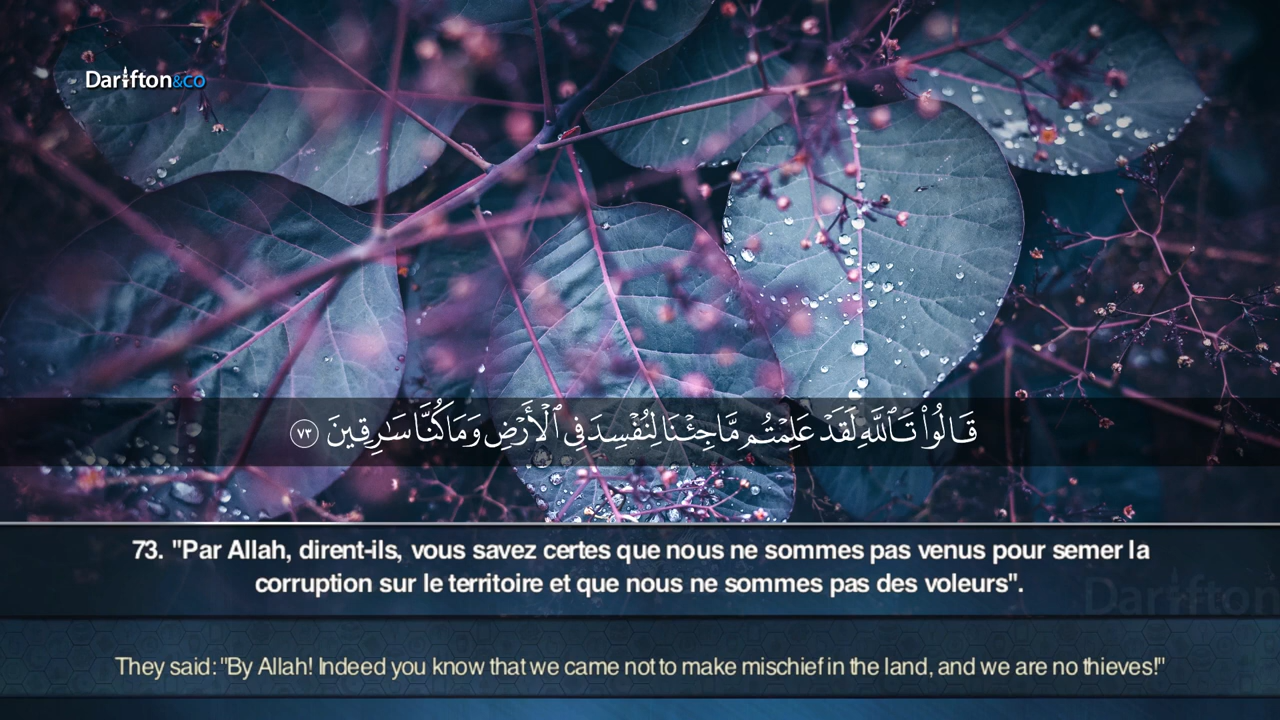 Darifton&co
قَالُوا۟ تَٱللَّهِ لَقَدْ عَلِمْتُم مَّا جِئْنَا لِنُفْسِدَ فِى ٱلْأَرْضِ وَمَا كُنَّا سَـٰرِقِينَ ٧٣
73. "Par Allah, dirent-ils, vous savez certes que nous ne sommes pas venus pour semer la
corruption sur le territoire et que nous ne sommes pas des voleurs".
Darifton
They said: "By Allah! Indeed you know that we came not to make mischief in the land, and we are no thieves!"